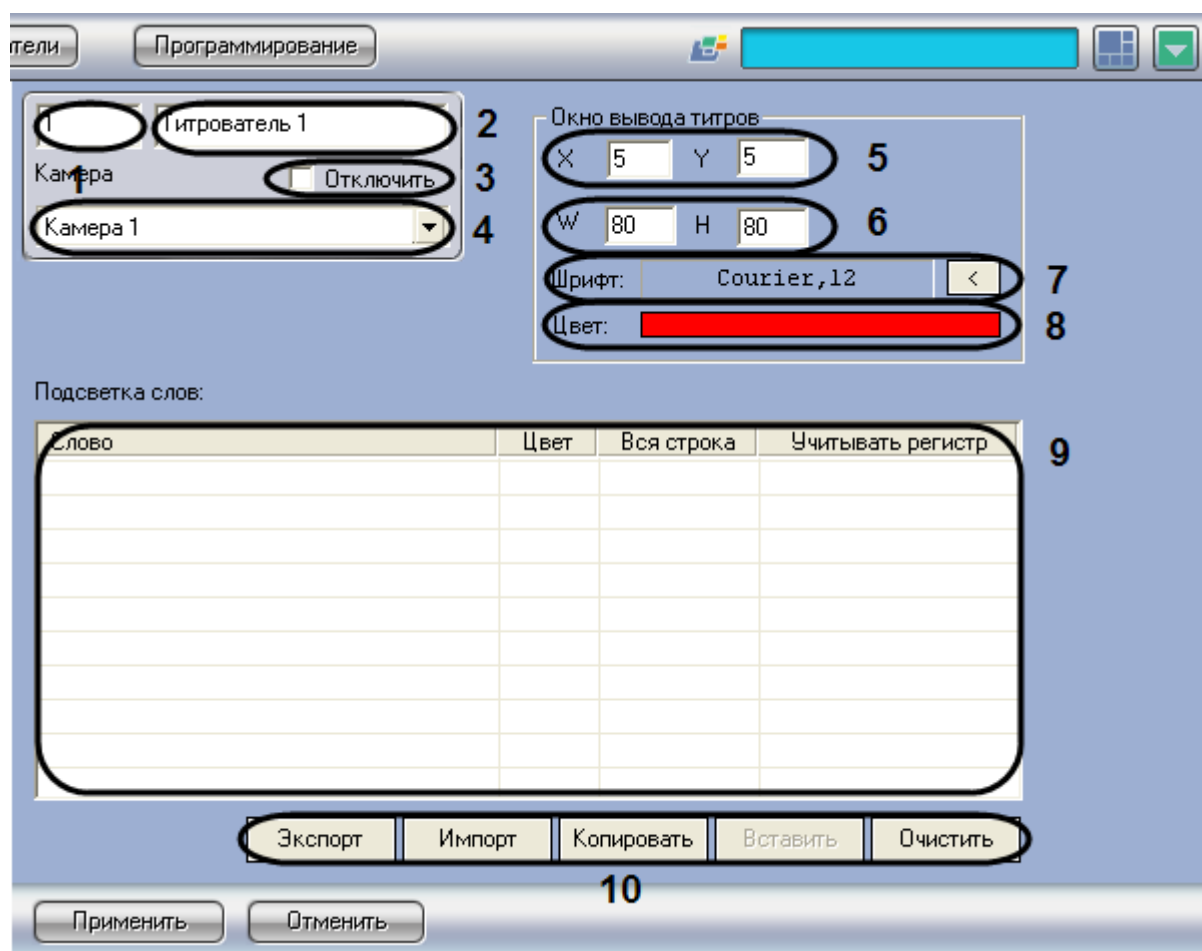 тели Программирование
1 Титрователь 1 2
1 Камера Отключить 3
Камера 1 4
Окно вывода титров
X 5 Y 5 5
W 80 H 80 6
Шрифт: Courier,12 < 7
Цвет: 8
Подсветка слов:
Слово Цвет Вся строка Учитывать регистр 9
Экспорт Импорт Копировать Вставить Очистить
10
Применить Отменить